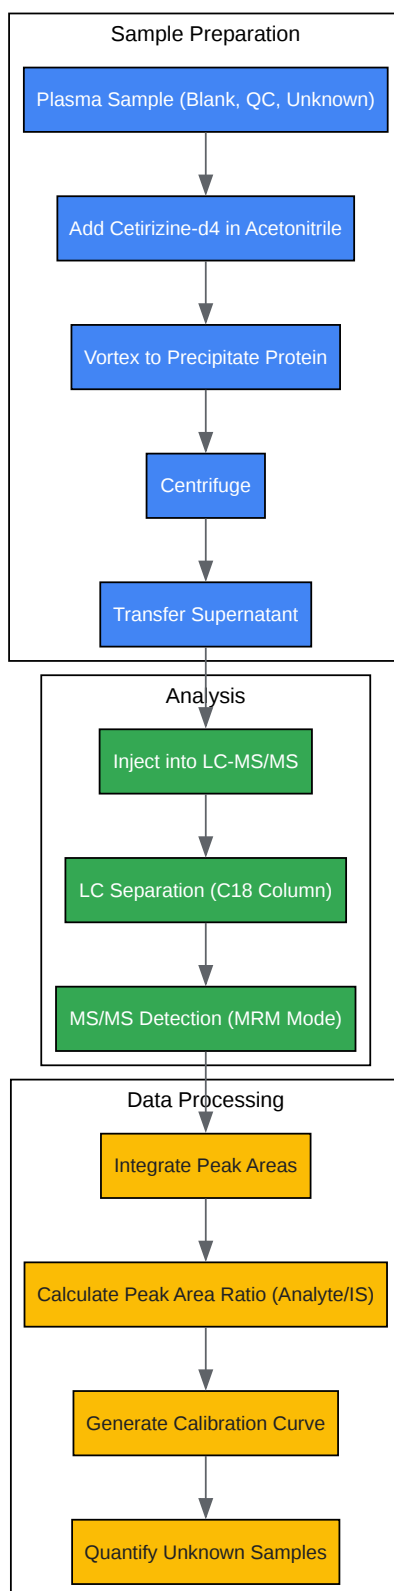 Sample Preparation
Plasma Sample (Blank, QC, Unknown)
Add Cetirizine-d4 in Acetonitrile
Vortex to Precipitate Protein
Centrifuge
Transfer Supernatant
Analysis
Inject into LC-MS/MS
LC Separation (C18 Column)
MS/MS Detection (MRM Mode)
Data Processing
Integrate Peak Areas
Calculate Peak Area Ratio (Analyte/IS)
Generate Calibration Curve
Quantify Unknown Samples